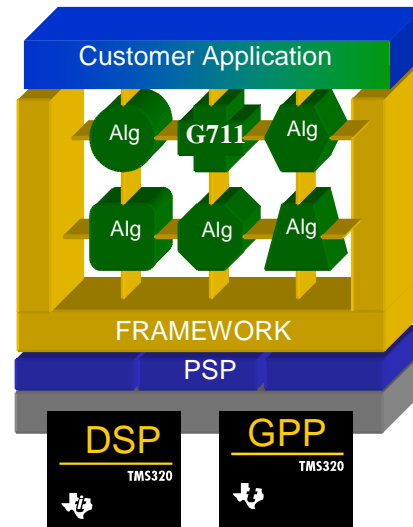 Customer Application
Alg
G711
Alg
Alg
Alg
Alg
FRAMEWORK
PSP
DSP
TMS320
GPP
TMS320